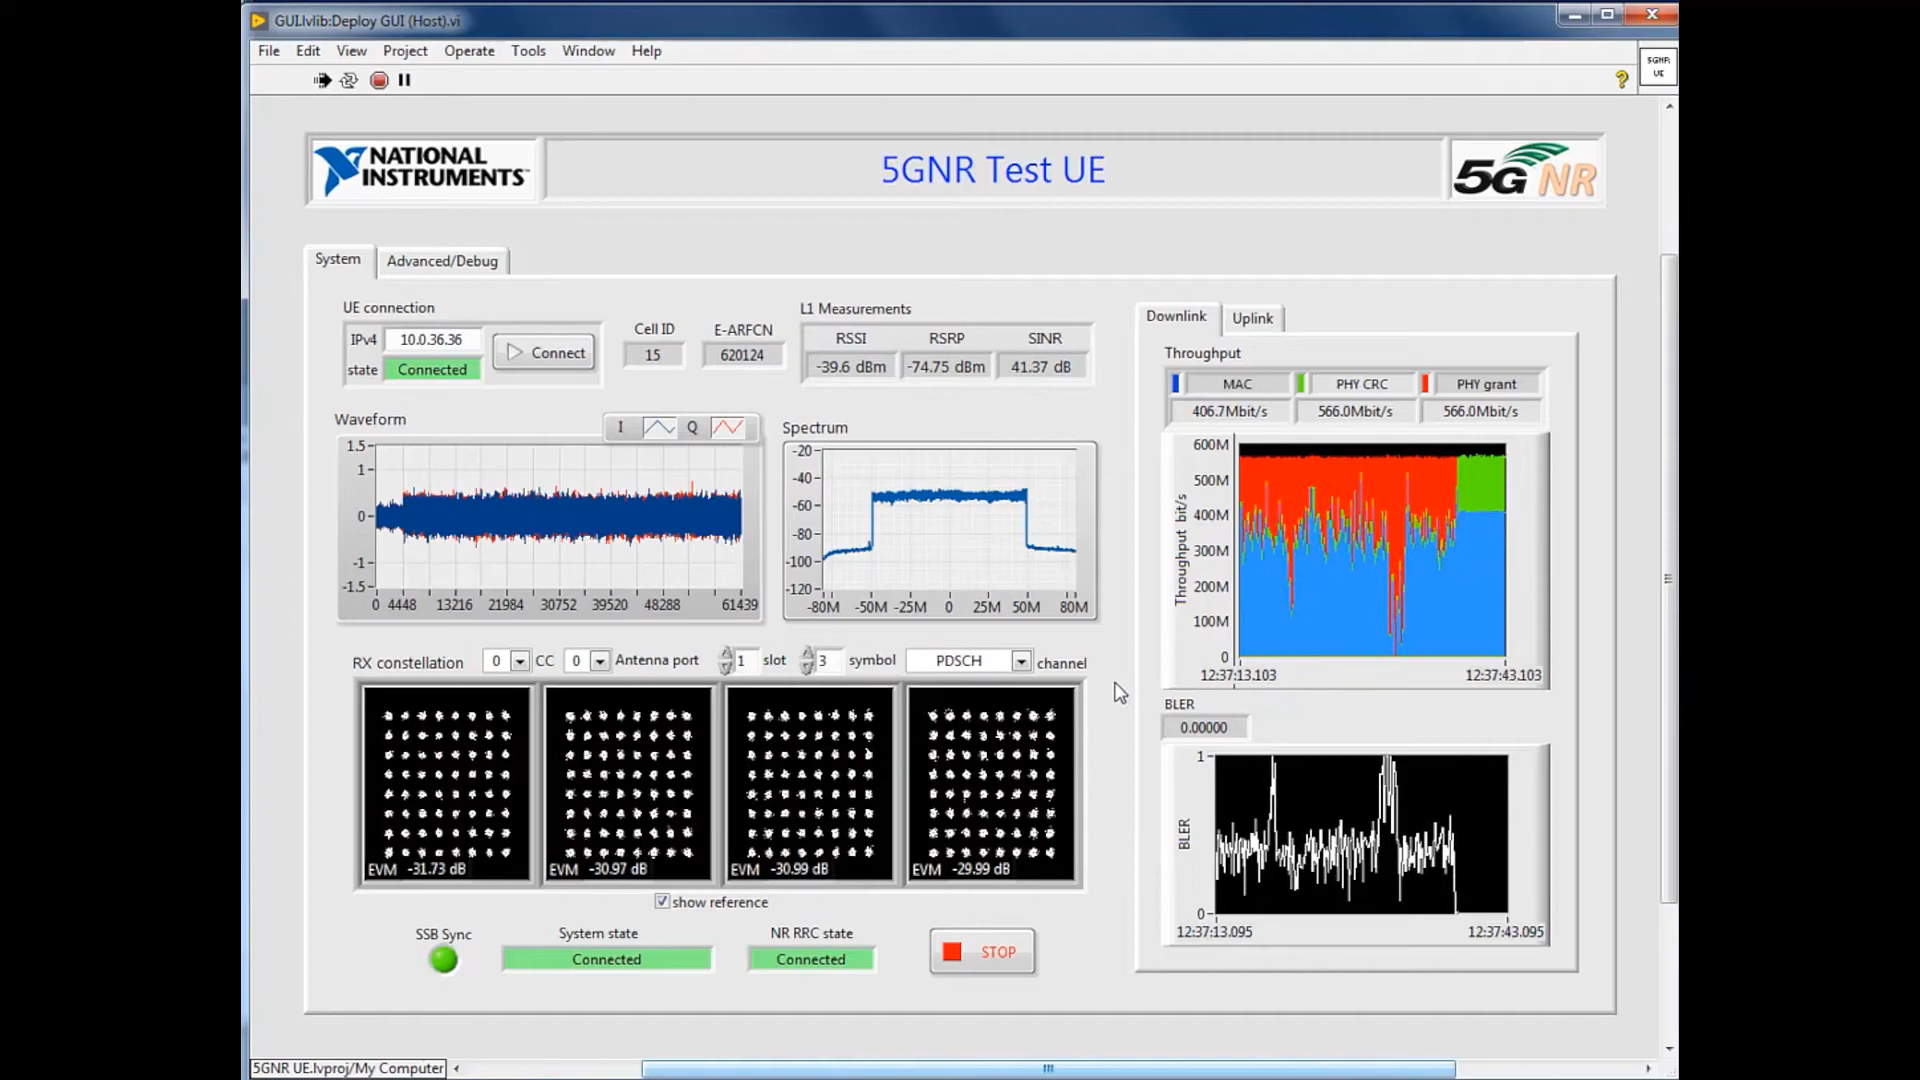 GUI.lvlib:Deploy GUI (Host).vi
File Edit View Project Operate Tools Window Help
?
5GNR
UE
NATIONAL
INSTRUMENTS™
5GNR Test UE
5G NR
System Advanced/Debug
UE connection
IPv4 10.0.36.36
Connect
state Connected
Cell ID
15
E-ARFCN
620124
L1 Measurements
RSSI RSRP SINR
-39.6 dBm -74.75 dBm 41.37 dB
Waveform
I Q
1.5
1
0
-1
-1.5
0 4448 13216 21984 30752 39520 48288 61439
Spectrum
-20
-40
-60
-80
-100
-120
-80M -50M -25M 0 25M 50M 80M
RX constellation 0 CC 0 Antenna port 1 slot 3 symbol PDSCH channel
EVM -31.73 dB
EVM -30.97 dB
EVM -30.99 dB
EVM -29.99 dB
show reference
SSB Sync
System state
Connected
NR RRC state
Connected
STOP
Downlink Uplink
Throughput
MAC PHY CRC PHY grant
406.7Mbit/s 566.0Mbit/s 566.0Mbit/s
Throughput bit/s
600M
500M
400M
300M
200M
100M
0
12:37:13.103 12:37:43.103
BLER
0.00000
BLER
1
0
12:37:13.095 12:37:43.095
5GNR UE.lvproj/My Computer